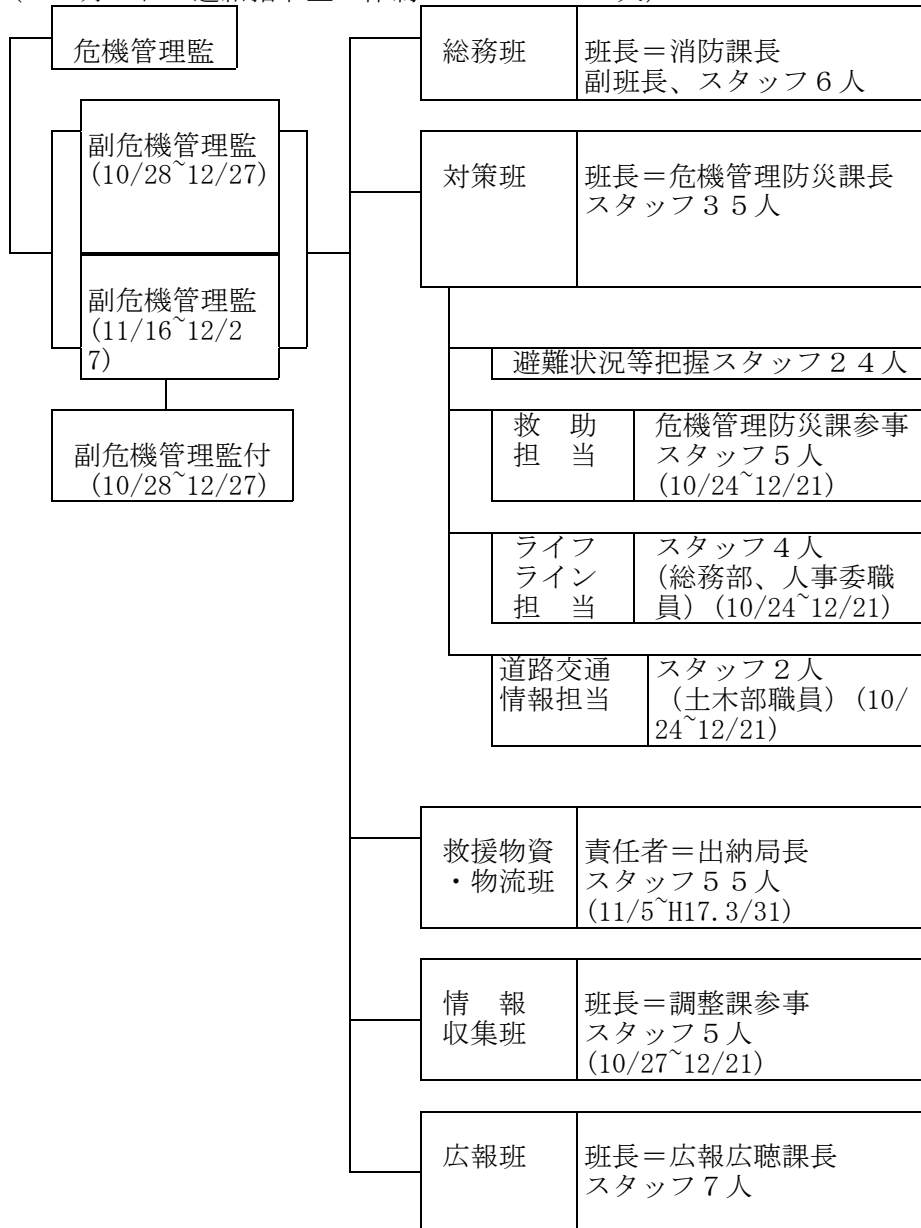 危機管理監
副危機管理監
(10/28~12/27)
副危機管理監
(11/16~12/2
7)
副危機管理監付
(10/28~12/27)
総務班
班長＝消防課長
副班長、スタッフ６人
対策班
班長＝危機管理防災課長
スタッフ３５人
避難状況等把握スタッフ２４人
救　助
担　当
危機管理防災課参事
スタッフ５人
(10/24~12/21)
ライフ
ライン
担　当
スタッフ４人
(総務部、人事委職
員) (10/24~12/21)
道路交通
情報担当
スタッフ２人
（土木部職員）(10/
24~12/21)
救援物資
・物流班
責任者＝出納局長
スタッフ５５人
(11/5~H17.3/31)
情　報
収集班
班長＝調整課参事
スタッフ５人
(10/27~12/21)
広報班
班長＝広報広聴課長
スタッフ７人